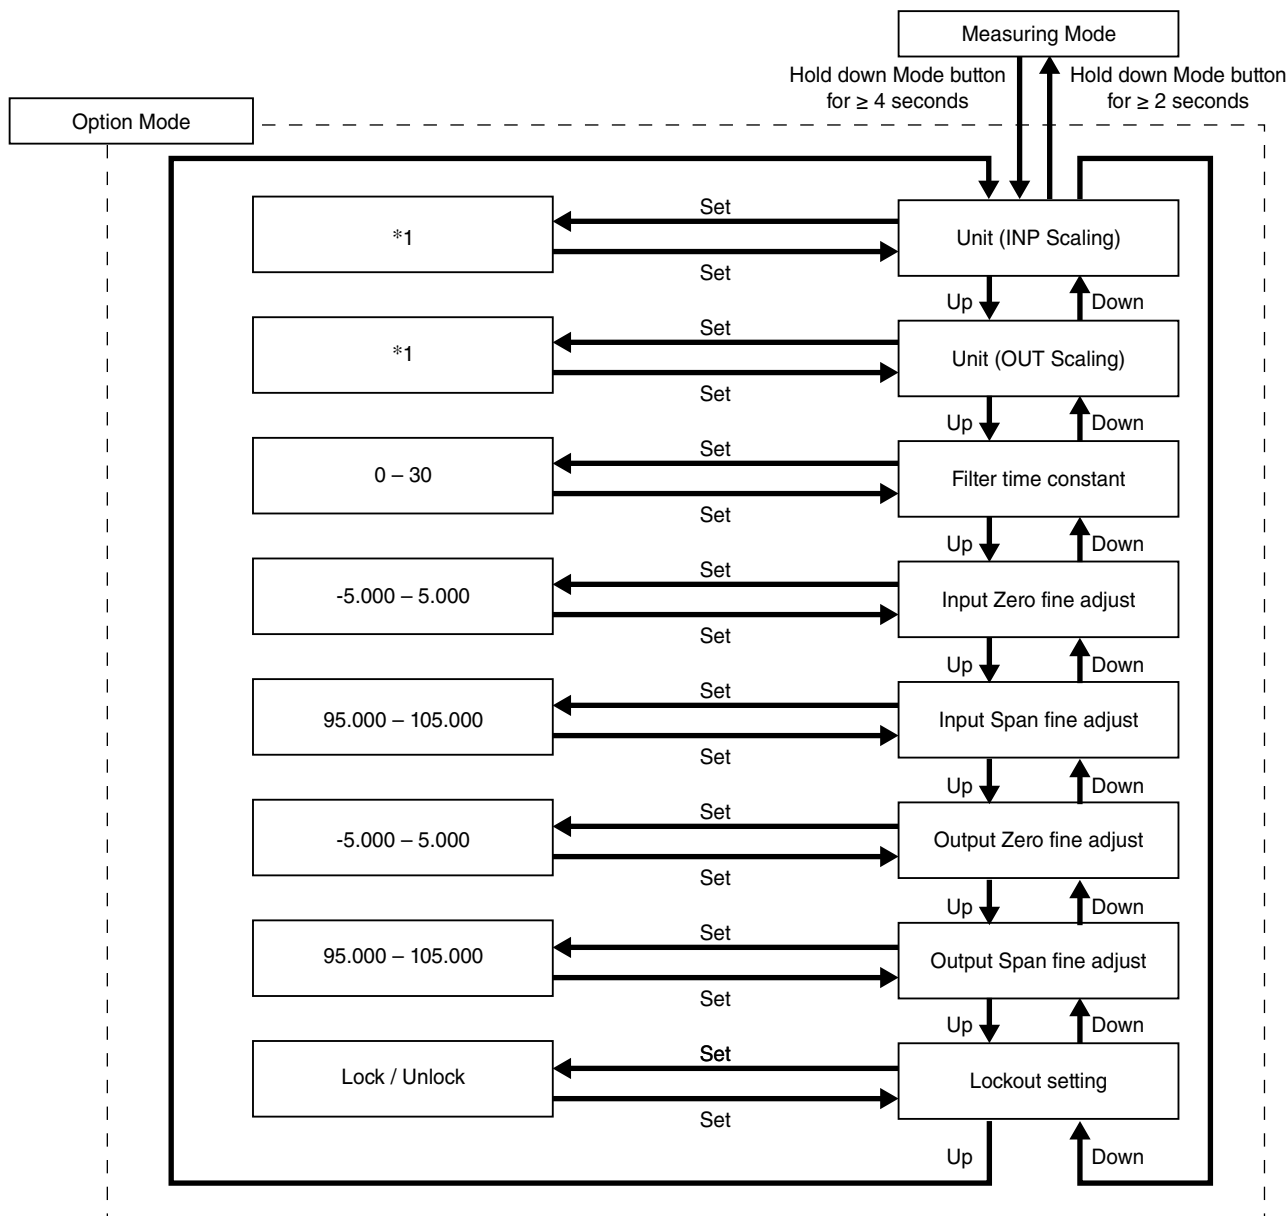 Measuring Mode
Hold down Mode button
for ≥ 4 seconds
Hold down Mode button
for ≥ 2 seconds
Option Mode
Set
*1
Unit (INP Scaling)
Set
Up
Down
Set
*1
Unit (OUT Scaling)
Set
Up
Down
Set
0 – 30
Filter time constant
Set
Up
Down
Set
-5.000 – 5.000
Input Zero fine adjust
Set
Up
Down
Set
95.000 – 105.000
Input Span fine adjust
Set
Up
Down
Set
-5.000 – 5.000
Output Zero fine adjust
Set
Up
Down
Set
95.000 – 105.000
Output Span fine adjust
Set
Up
Down
Set
Lock / Unlock
Lockout setting
Set
Up
Down